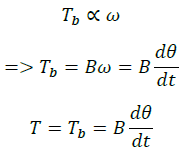 T_b ∝ ω
=> T_b = Bω = B dθ/dt
T = T_b = B dθ/dt